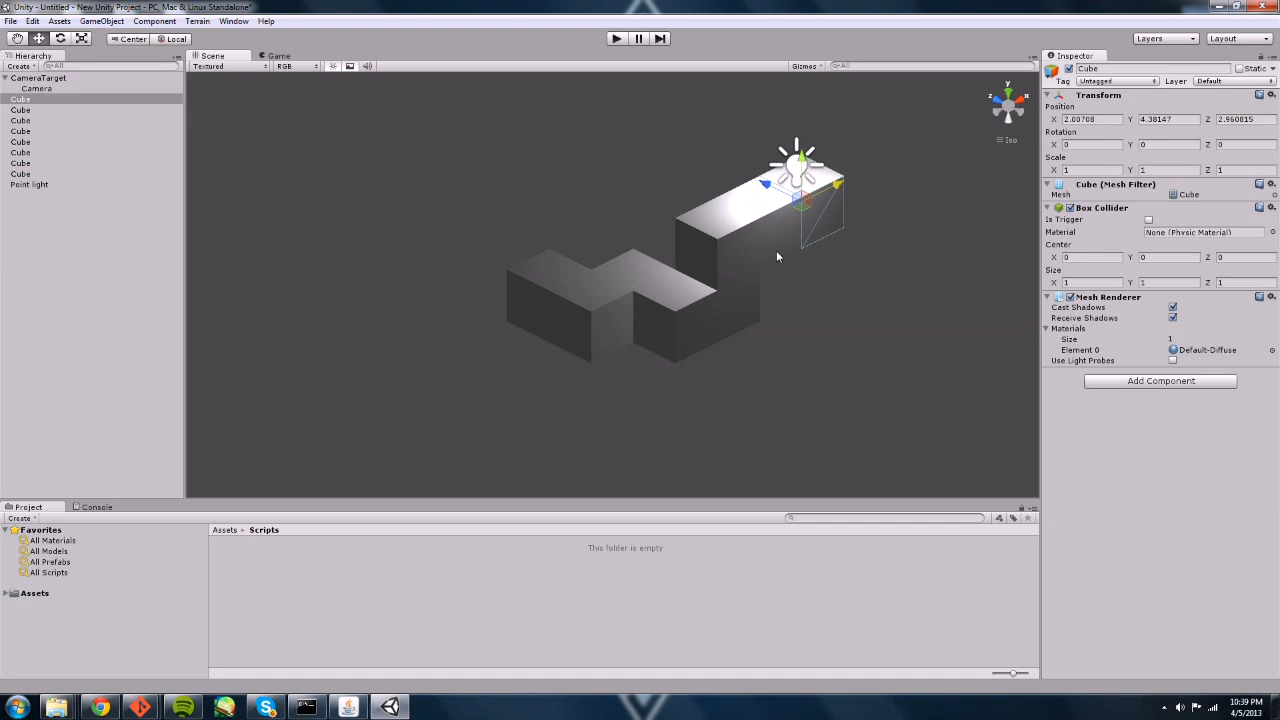 Unity - Untitled - New Unity Project - PC, Mac & Linux Standalone*
File Edit Assets GameObject Component Terrain Window Help
Center Local Layers Layout
Hierarchy Scene Game Inspector
Create All Textured RGB Gizmos All
CameraTarget
Camera
Cube
Cube
Cube
Cube
Cube
Cube
Cube
Cube
Point light
y
z x
Iso
Cube Static
Tag Untagged Layer Default
Transform
Position
X 2.00708 Y 4.38147 Z 2.960815
Rotation
X 0 Y 0 Z 0
Scale
X 1 Y 1 Z 1
Cube (Mesh Filter)
Mesh Cube
Box Collider
Is Trigger
Material None (Physic Material)
Center
X 0 Y 0 Z 0
Size
X 1 Y 1 Z 1
Mesh Renderer
Cast Shadows
Receive Shadows
Materials
Size 1
Element 0 Default-Diffuse
Use Light Probes
Add Component
Project Console
Create
Favorites
All Materials
All Models
All Prefabs
All Scripts
Assets
Assets Scripts
This folder is empty
10:39 PM
4/5/2013